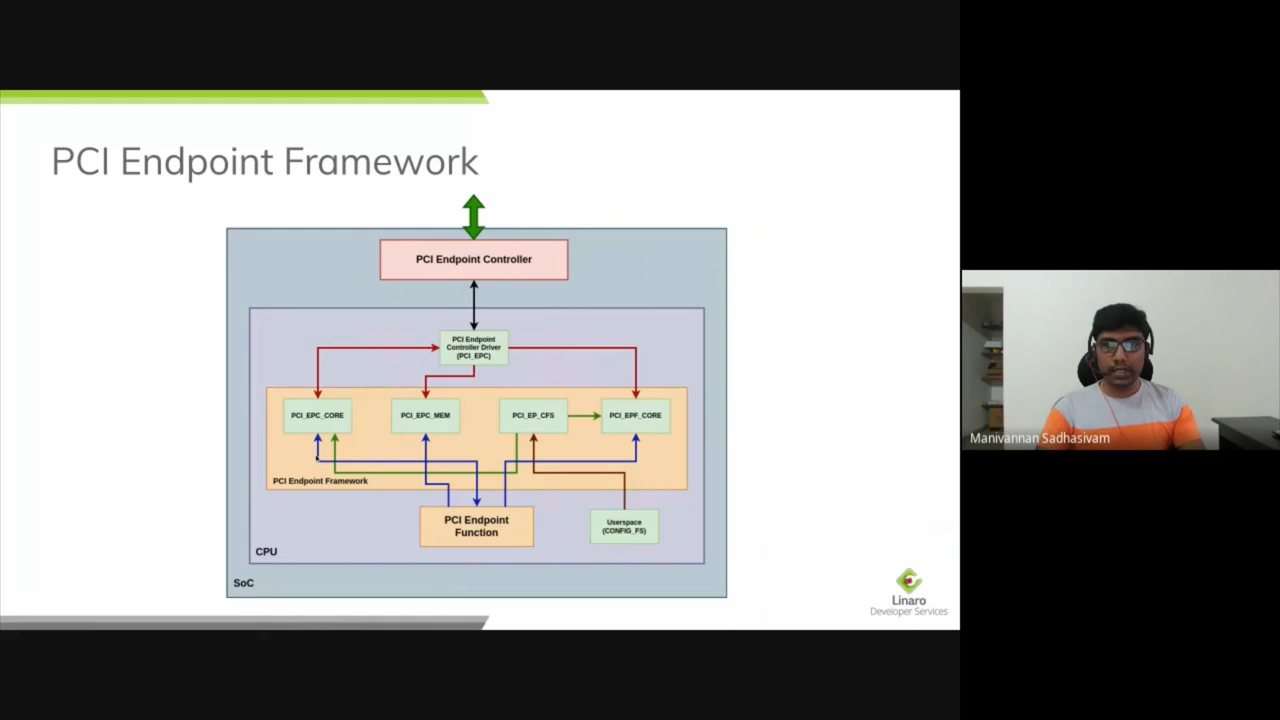 PCI Endpoint Framework
PCI Endpoint Controller
PCI Endpoint
Controller Driver
(PCI_EPC)
PCI_EPC_CORE
PCI_EPC_MEM
PCI_EP_CFS
PCI_EPF_CORE
PCI Endpoint Framework
PCI Endpoint
Function
Userspace
(CONFIG_FS)
CPU
SoC
Linaro
Developer Services
Manivannan Sadhasivam